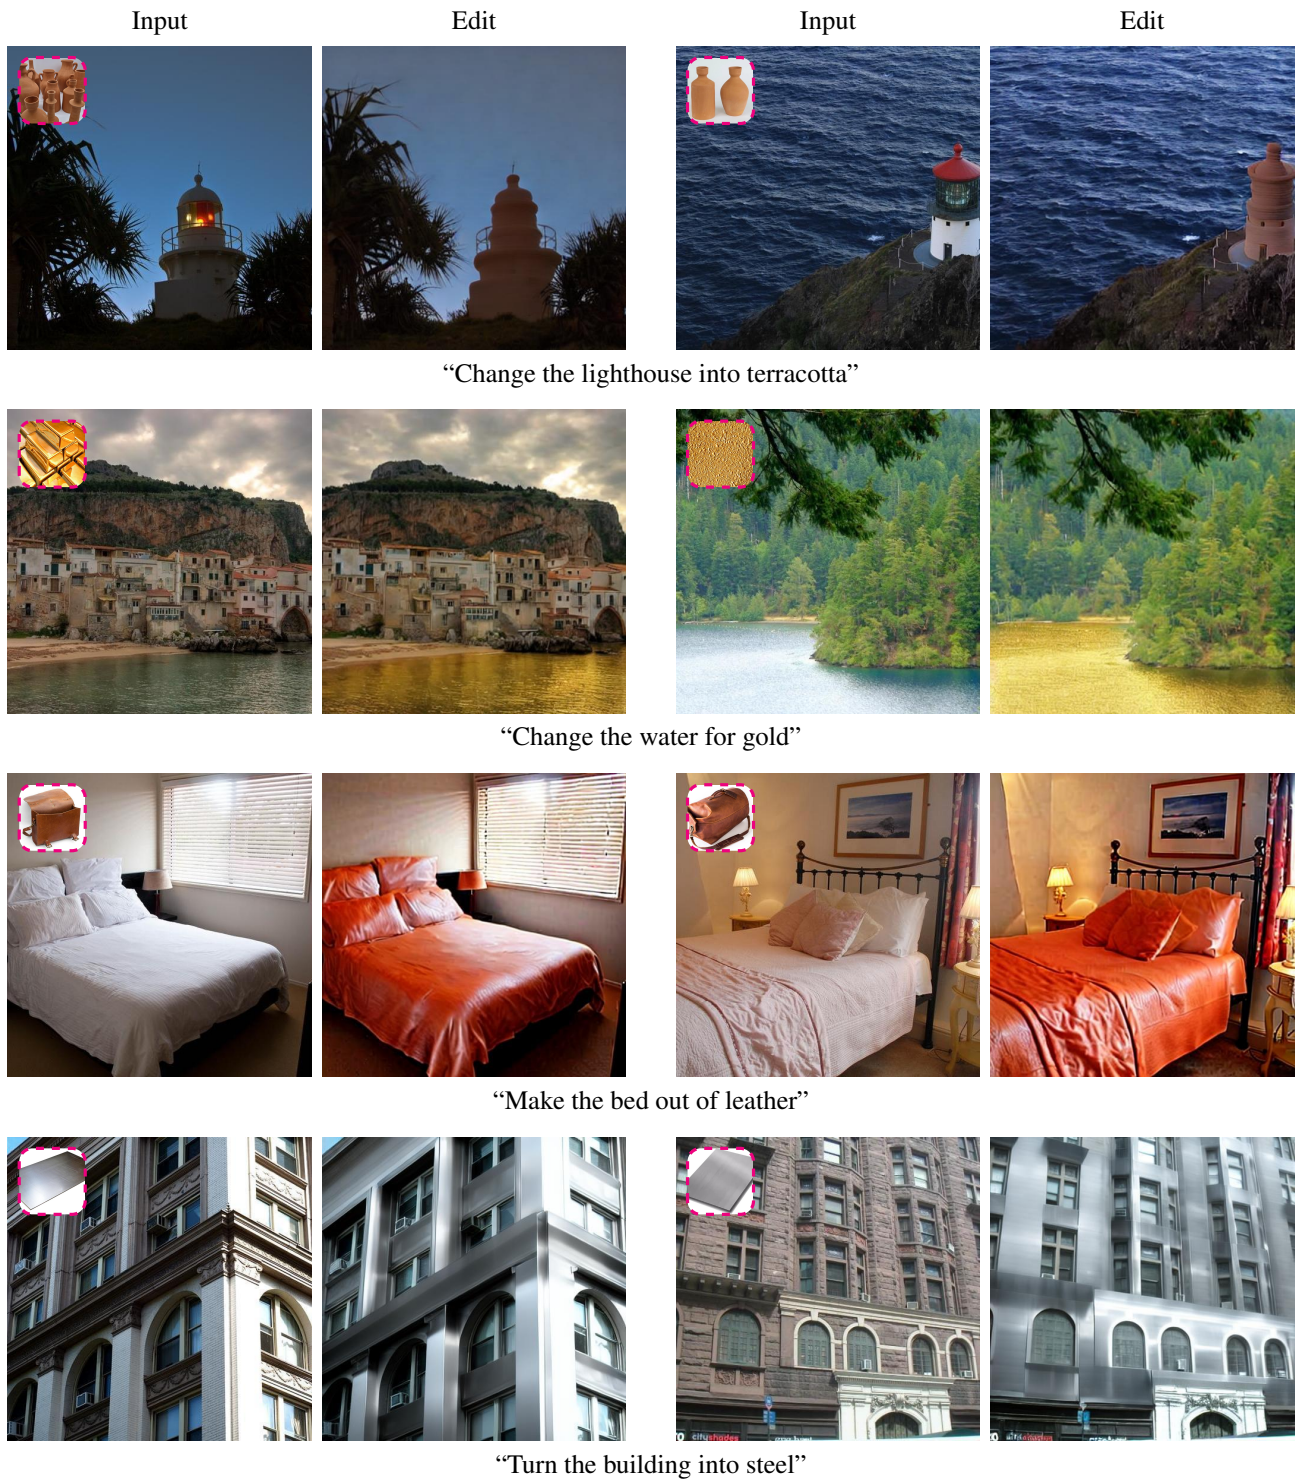 Input Edit Input Edit
“Change the lighthouse into terracotta”
“Change the water for gold”
“Make the bed out of leather”
cityshades
“Turn the building into steel”